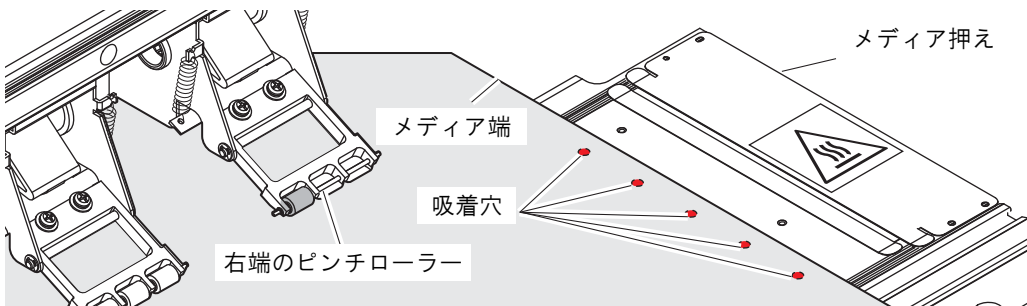 メディア押え
メディア端
吸着穴
右端のピンチローラー